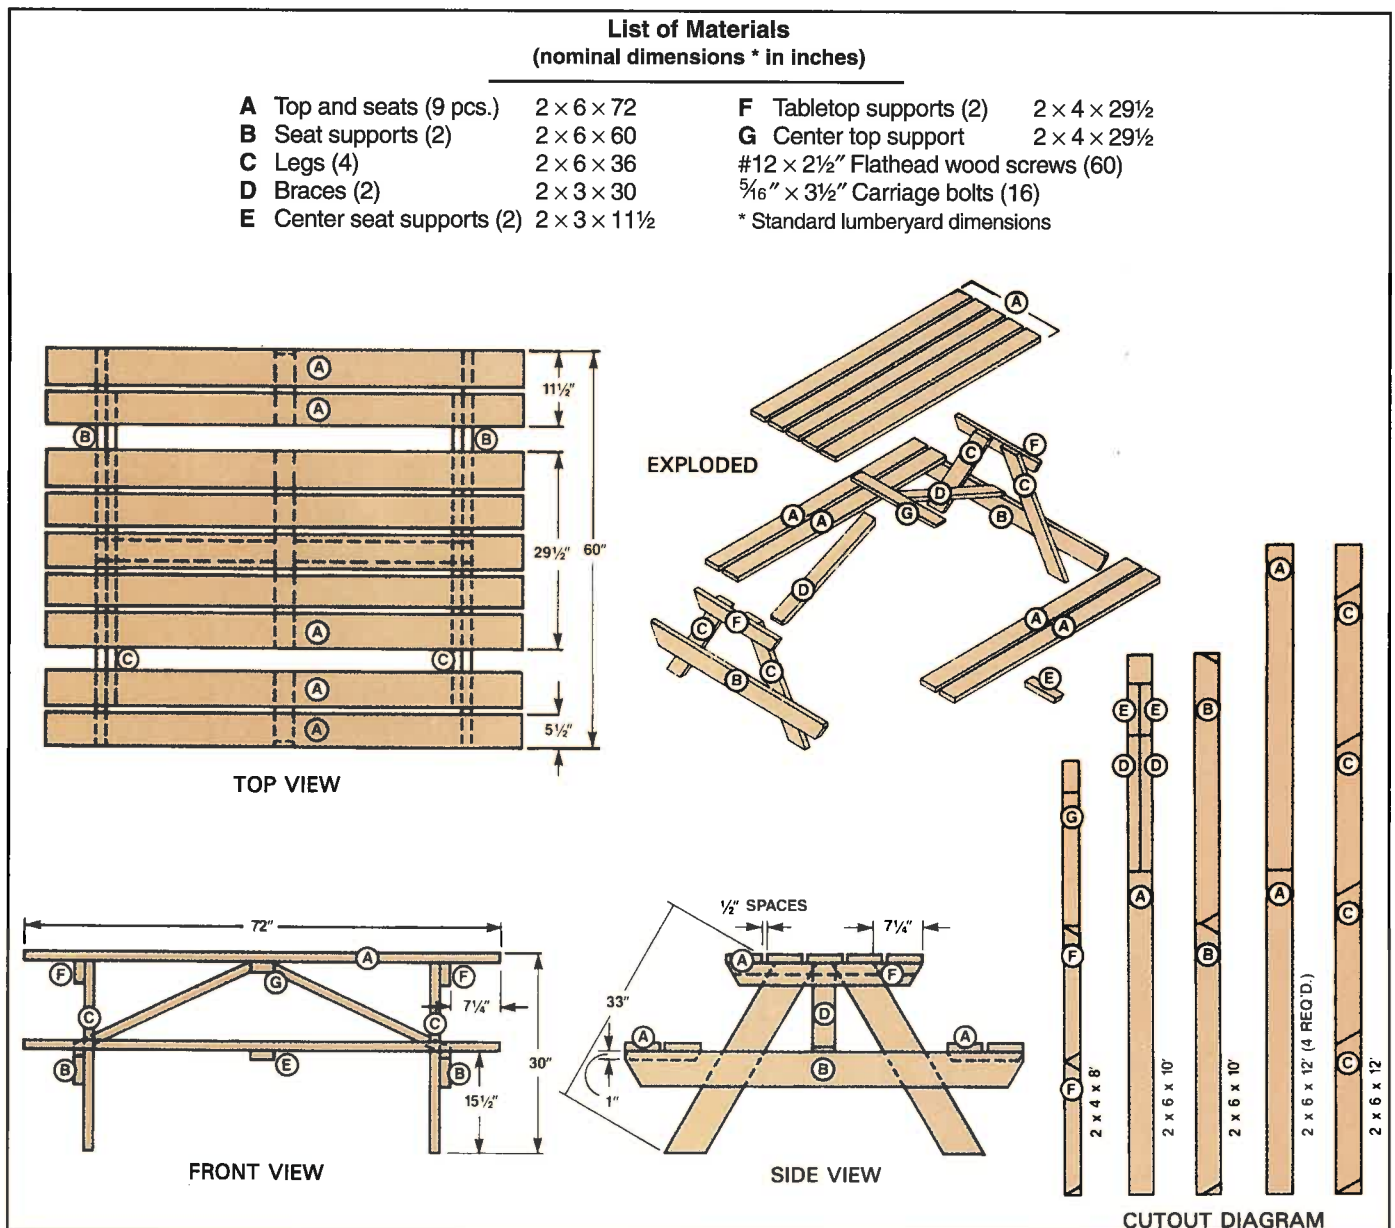 List of Materials
(nominal dimensions * in inches)
A Top and seats (9 pcs.) 2 × 6 × 72
B Seat supports (2) 2 × 6 × 60
C Legs (4) 2 × 6 × 36
D Braces (2) 2 × 3 × 30
E Center seat supports (2) 2 × 3 × 11½
F Tabletop supports (2) 2 × 4 × 29½
G Center top support 2 × 4 × 29½
#12 × 2½″ Flathead wood screws (60)
5⁄16″ × 3½″ Carriage bolts (16)
* Standard lumberyard dimensions
A
A
11½″
B
B
29½″
60″
A
C
C
A
A
5½″
TOP VIEW
EXPLODED
A
F
C
C
D
G
B
A
A
D
F
C
C
B
A
A
E
72″
A
F
F
G
7¼″
C
C
B
E
B
30″
15½″
FRONT VIEW
½″ SPACES
7¼″
33″
A
F
D
A
A
B
1″
SIDE VIEW
G
F
F
2 x 4 x 8'
E
E
D
D
A
2 x 6 x 10'
B
B
2 x 6 x 10'
A
A
2 x 6 x 12' (4 REQ'D.)
C
C
C
C
2 x 6 x 12'
CUTOUT DIAGRAM